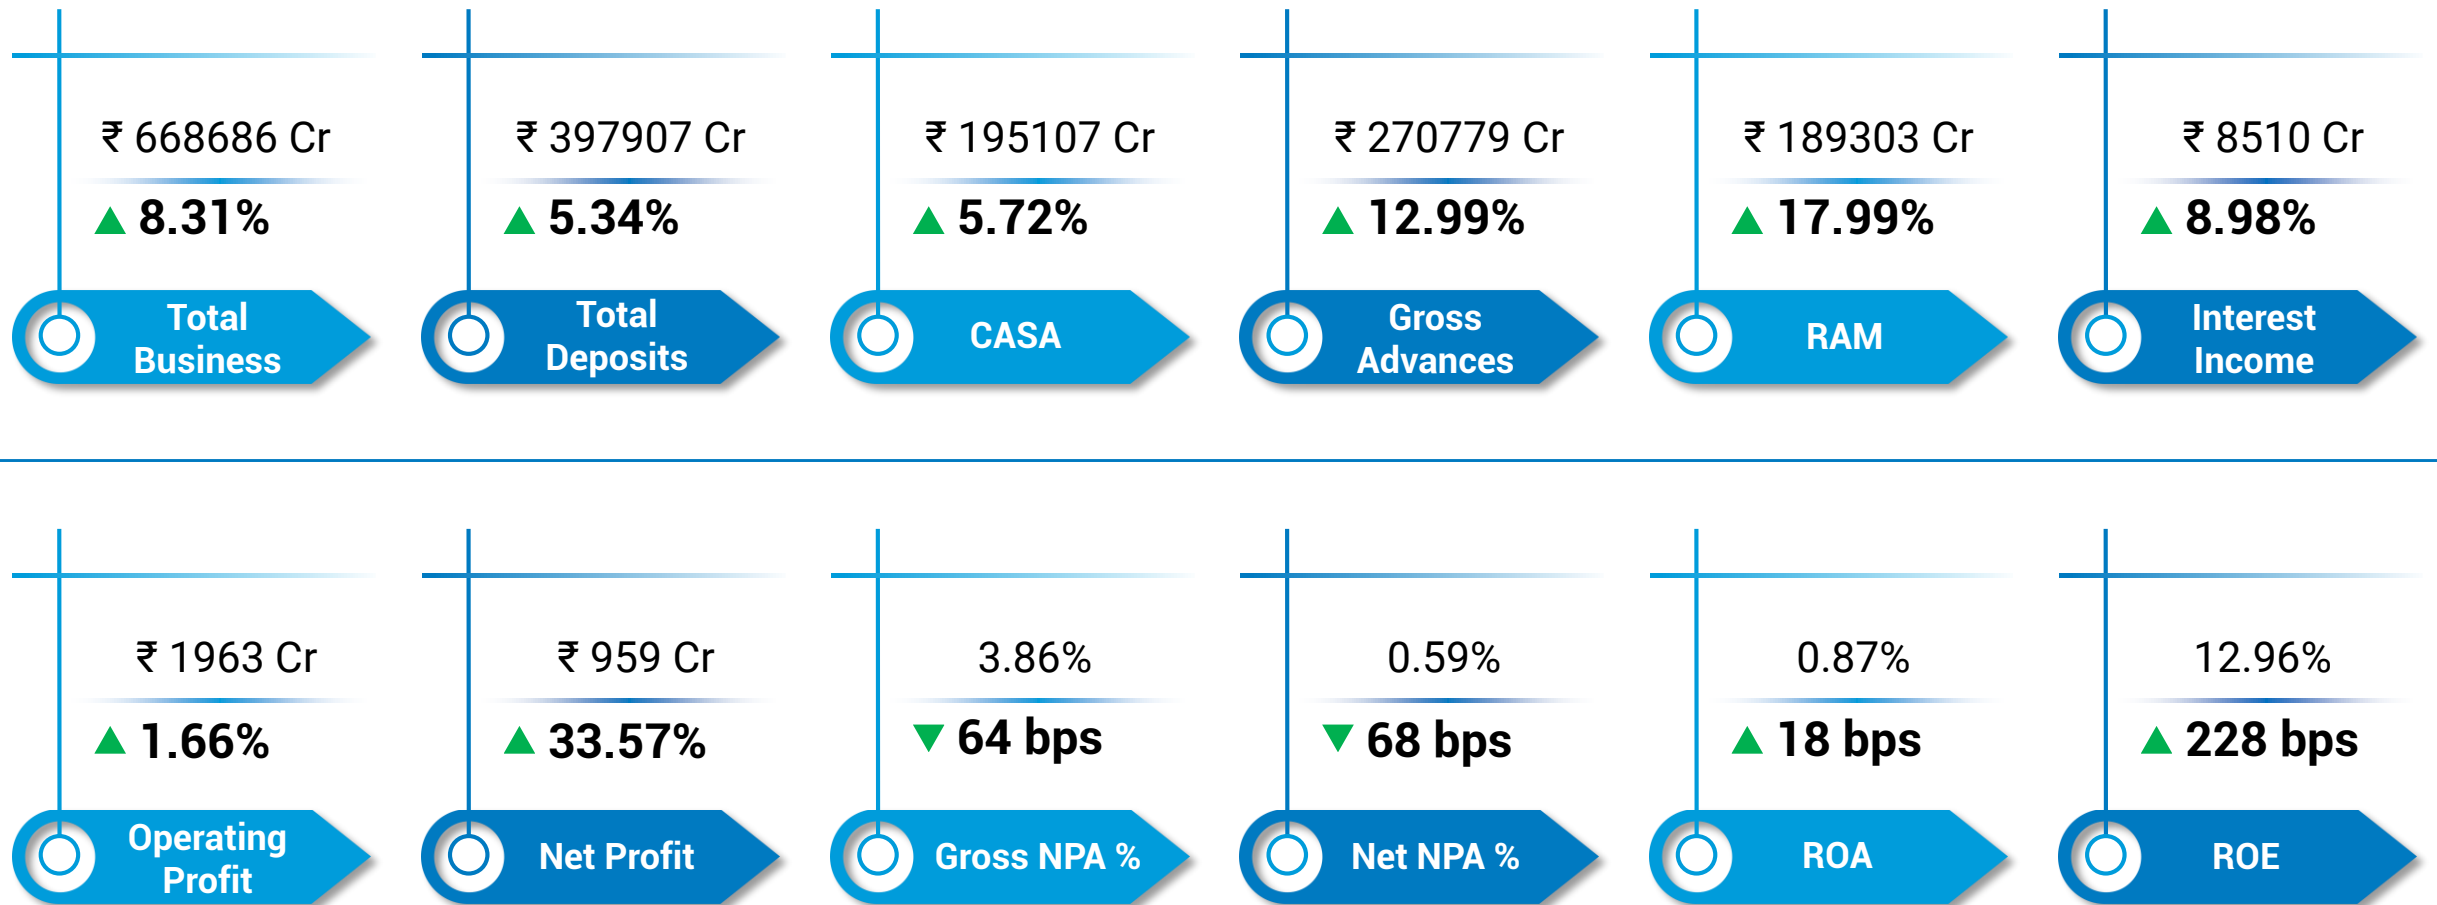 ₹ 668686 Cr
8.31%
Total
Business
₹ 397907 Cr
5.34%
Total
Deposits
₹ 195107 Cr
5.72%
CASA
₹ 270779 Cr
12.99%
Gross
Advances
₹ 189303 Cr
17.99%
RAM
₹ 8510 Cr
8.98%
Interest
Income
₹ 1963 Cr
1.66%
Operating
Profit
₹ 959 Cr
33.57%
Net Profit
3.86%
64 bps
Gross NPA %
0.59%
68 bps
Net NPA %
0.87%
18 bps
ROA
12.96%
228 bps
ROE